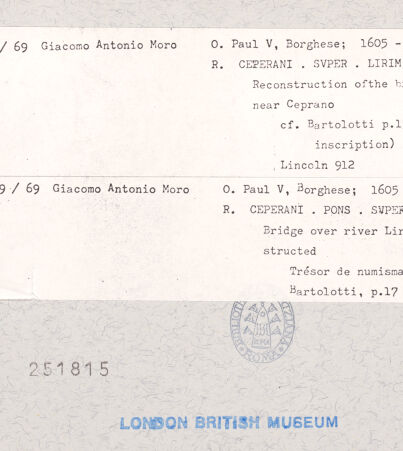 / 69 Giacomo Antonio Moro O. Paul V, Borghese; 1605 -
R. CEPERANI . SVPER . LIRIM
Reconstruction ofthe
near Ceprano
cf. Bartolotti p.1
inscription)
Lincoln 912
9 / 69 Giacomo Antonio Moro O. Paul V, Borghese; 1605
R. CEPERANI . PONS . SVPER
Bridge over river Lir
structed
Trésor de numisma
Bartolotti, p.17
ROMA
251815
LONDON BRITISH MUSEUM